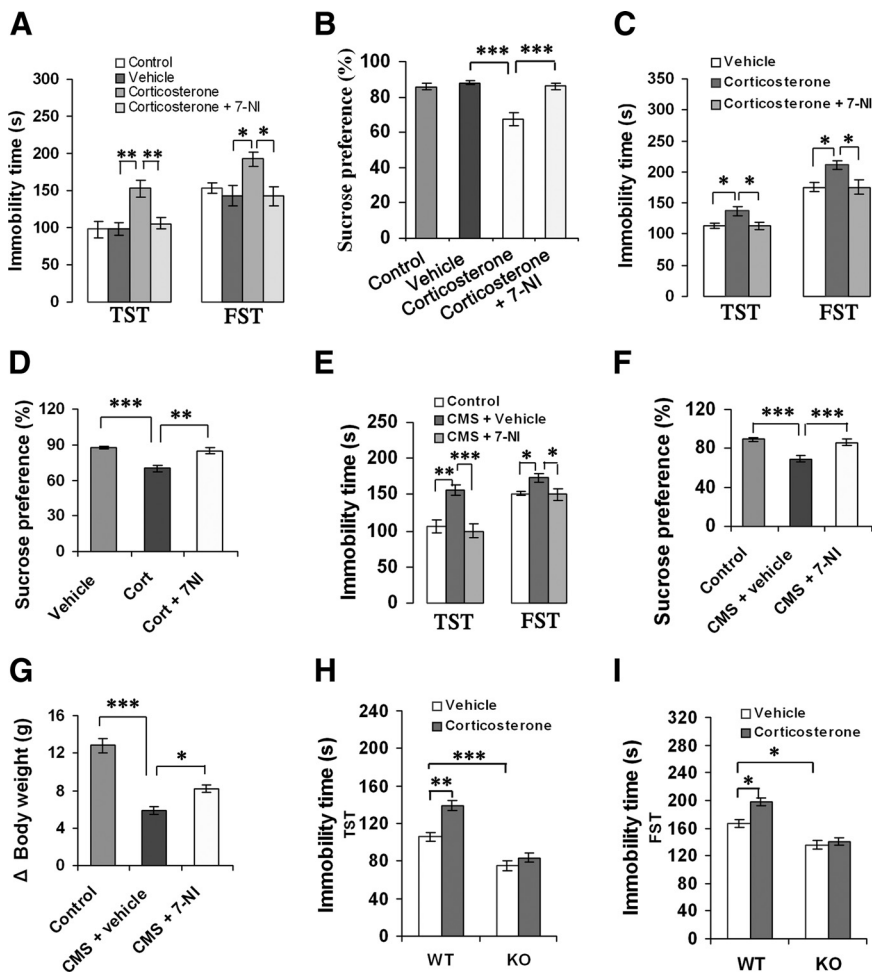 A
Control
Vehicle
Corticosterone
Corticosterone + 7-NI
Immobility time (s)
300
250
200
150
100
50
0
** **
* *
TST FST
B
Sucrose preference (%)
100
80
60
40
20
0
*** ***
Control
Vehicle
Corticosterone
Corticosterone
+ 7-NI
C
Vehicle
Corticosterone
Corticosterone + 7-NI
Immobility time (s)
350
300
250
200
150
100
50
0
* *
* *
TST FST
D
Sucrose preference (%)
120
90
60
30
0
*** **
Vehicle
Cort
Cort + 7NI
E
Control
CMS + Vehicle
CMS + 7-NI
Immobility time (s)
250
200
150
100
50
0
** ***
* *
TST FST
F
Sucrose preference (%)
120
80
40
0
*** ***
Control
CMS + vehicle
CMS + 7-NI
G
Δ Body weight (g)
16
12
8
4
0
***
*
Control
CMS + vehicle
CMS + 7-NI
H
Vehicle
Corticosterone
Immobility time (s)
TST
240
200
160
120
80
40
0
***
**
WT KO
I
Vehicle
Corticosterone
Immobility time (s)
FST
320
280
240
200
160
120
80
40
0
*
*
WT KO